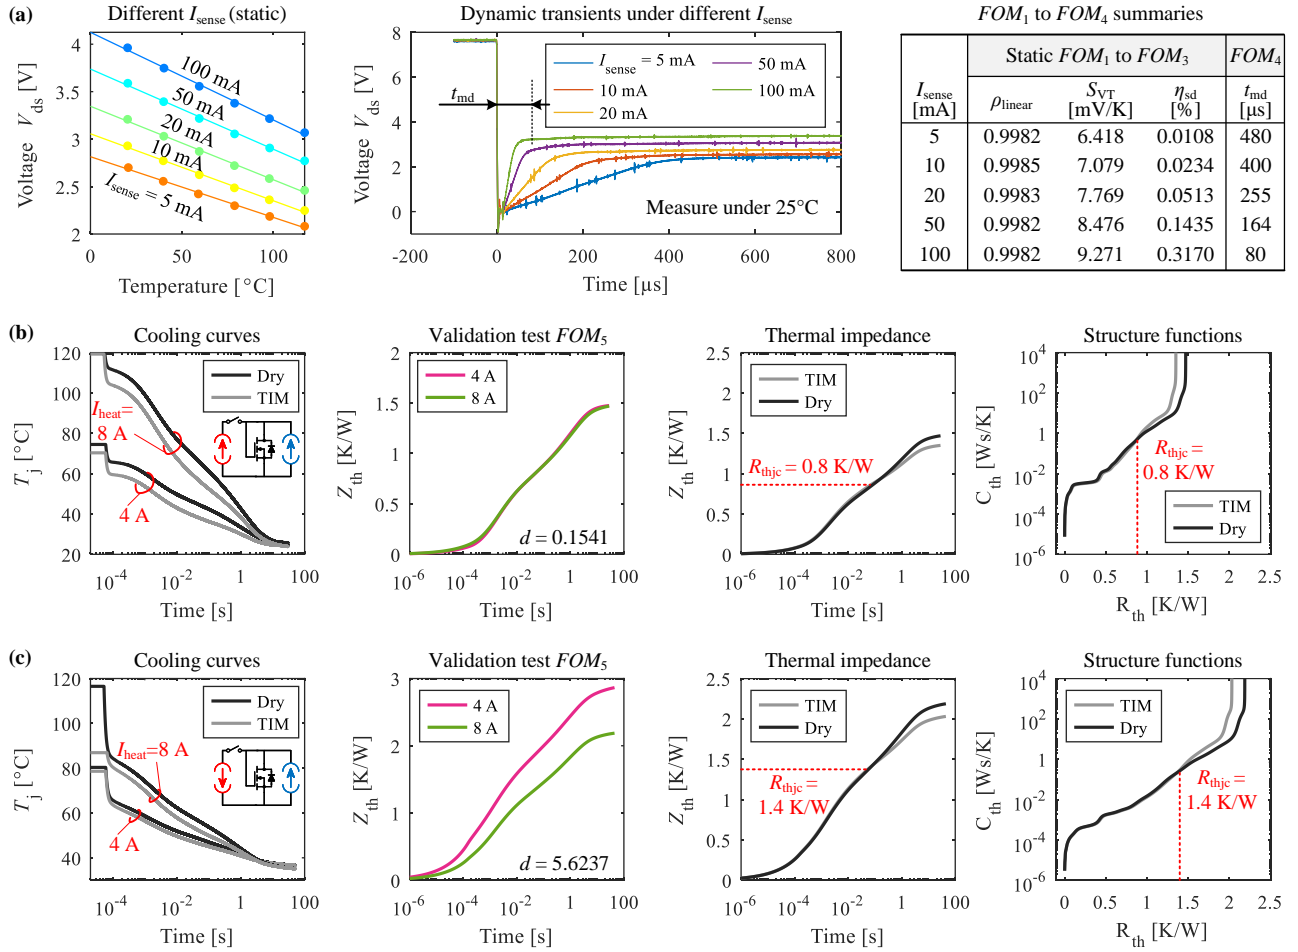 (a)
Different I_sense (static)
Dynamic transients under different I_sense
FOM1 to FOM4 summaries
Voltage V_ds [V]
4
3.5
3
2.5
2
100 mA
50 mA
20 mA
10 mA
I_sense = 5 mA
0
50
100
Temperature [°C]
Voltage V_ds [V]
8
6
4
2
0
t_md
I_sense = 5 mA
10 mA
20 mA
50 mA
100 mA
Measure under 25°C
-200
0
200
400
600
800
Time [µs]
Static FOM1 to FOM3
FOM4
I_sense [mA]
ρ_linear
S_VT [mV/K]
η_sd [%]
t_md [µs]
5 0.9982 6.418 0.0108 480
10 0.9985 7.079 0.0234 400
20 0.9983 7.769 0.0513 255
50 0.9982 8.476 0.1435 164
100 0.9982 9.271 0.3170 80
(b)
Cooling curves
Validation test FOM5
Thermal impedance
Structure functions
T_j [°C]
120
100
80
60
40
20
Dry
TIM
I_heat=
8 A
4 A
10^-4
10^-2
1
100
Time [s]
Z_th [K/W]
2
1.5
1
0.5
0
4 A
8 A
d = 0.1541
10^-6
10^-4
10^-2
1
100
Time [s]
Z_th [K/W]
2.5
2
1.5
1
0.5
0
TIM
Dry
R_thjc = 0.8 K/W
10^-6
10^-4
10^-2
1
100
Time [s]
C_th [Ws/K]
10^4
10^2
1
10^-2
10^-4
10^-6
R_thjc =
0.8 K/W
TIM
Dry
0
0.5
1
1.5
2
2.5
R_th [K/W]
(c)
Cooling curves
Validation test FOM5
Thermal impedance
Structure functions
T_j [°C]
120
100
80
60
40
Dry
TIM
I_heat=8 A
4 A
10^-4
10^-2
1
100
Time [s]
Z_th [K/W]
3
2
1
0
4 A
8 A
d = 5.6237
10^-6
10^-4
10^-2
1
100
Time [s]
Z_th [K/W]
2.5
2
1.5
1
0.5
0
TIM
Dry
R_thjc =
1.4 K/W
10^-6
10^-4
10^-2
1
100
Time [s]
C_th [Ws/K]
10^4
10^2
1
10^-2
10^-4
10^-6
TIM
Dry
R_thjc =
1.4 K/W
0
0.5
1
1.5
2
2.5
R_th [K/W]